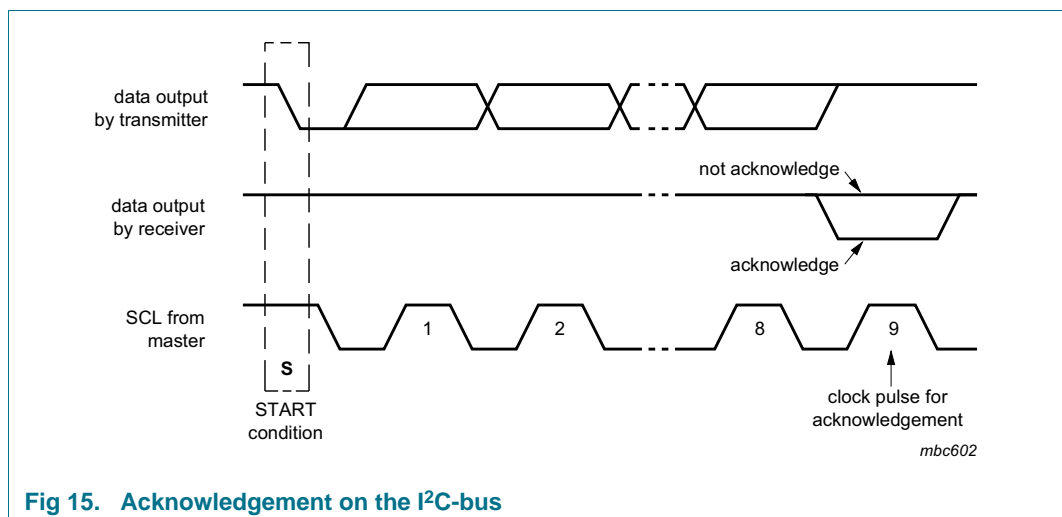 data output
by transmitter
not acknowledge
data output
by receiver
acknowledge
SCL from
master
1
2
8
9
S
START
condition
clock pulse for
acknowledgement
mbc602
Fig 15. Acknowledgement on the I²C-bus